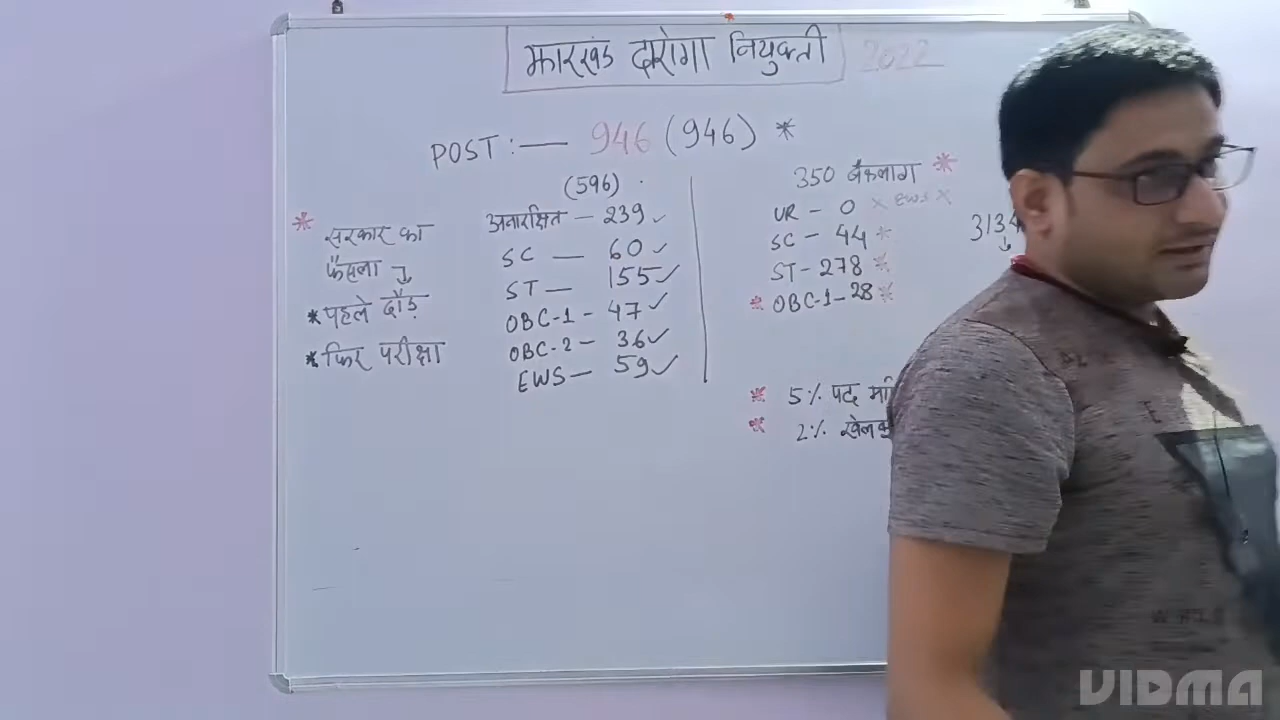 झारखंड दारोगा नियुक्ती 2022
POST :— 946 (946) *
(596)
* सरकार का
फैसला
* पहले दौड़
* फिर परीक्षा
अनारक्षित — 239 ✓
SC — 60 ✓
ST — 155 ✓
OBC-1 — 47 ✓
OBC-2 — 36 ✓
EWS — 59 ✓
350 बैकलाग *
UR — 0 × EWS ×
SC — 44 *
ST - 278 *
* OBC-1 - 28 *
3134
* 5% पद
* 2%
VIDMA